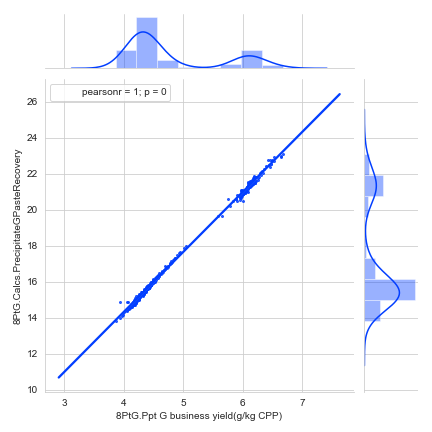 pearsonr = 1; p = 0
26
24
22
20
18
16
14
12
10
8PtG.Calcs.PrecipitateGPasteRecovery
3 4 5 6 7
8PtG.Ppt G business yield(g/kg CPP)